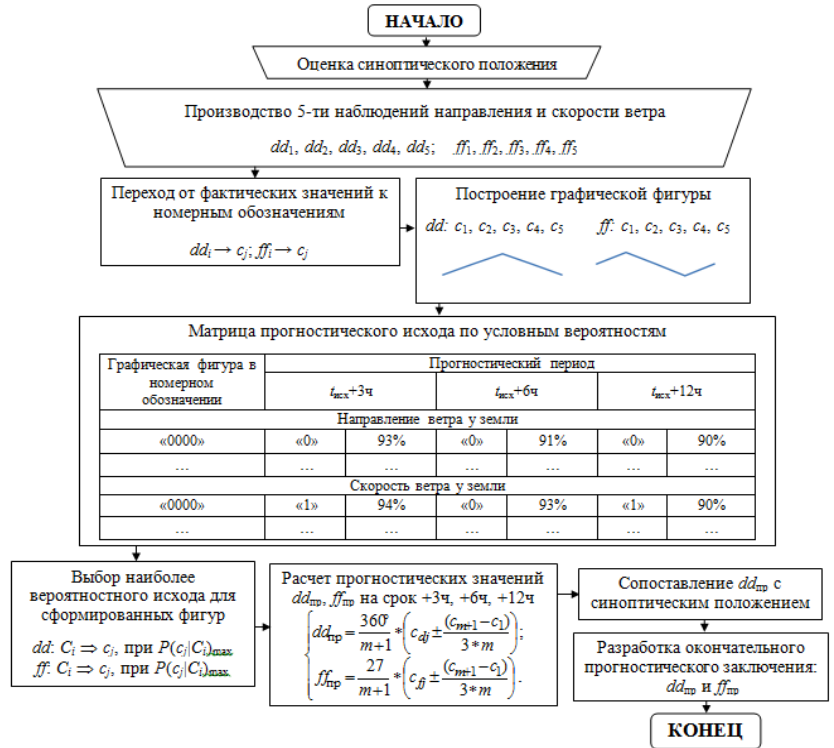 НАЧАЛО
Оценка синоптического положения
Производство 5-ти наблюдений направления и скорости ветра
dd₁, dd₂, dd₃, dd₄, dd₅; ff₁, ff₂, ff₃, ff₄, ff₅
Переход от фактических значений к
номерным обозначениям
ddᵢ → cⱼ; ffᵢ → cⱼ
Построение графической фигуры
dd: c₁, c₂, c₃, c₄, c₅ ff: c₁, c₂, c₃, c₄, c₅
Матрица прогностического исхода по условным вероятностям
Графическая фигура в
номерном
обозначении
Прогностический период
tисх+3ч tисх+6ч tисх+12ч
Направление ветра у земли
«0000» «0» 93% «0» 91% «0» 90%
… … … … … … …
Скорость ветра у земли
«0000» «1» 94% «0» 93% «1» 90%
… … … … … … …
Выбор наиболее
вероятностного исхода для
сформированных фигур
dd: Cᵢ ⇒ cⱼ, при P(cⱼ|Cᵢ)max
ff: Cᵢ ⇒ cⱼ, при P(cⱼ|Cᵢ)max
Расчет прогностических значений
ddпр, ffпр на срок +3ч, +6ч, +12ч
ddпр = 360°/(m+1) * (c_dj ± (c_m+1 − c₁)/(3*m));
ffпр = 27/(m+1) * (c_fj ± (c_m+1 − c₁)/(3*m)).
Сопоставление ddпр с
синоптическим положением
Разработка окончательного
прогностического заключения:
ddпр и ffпр
КОНЕЦ